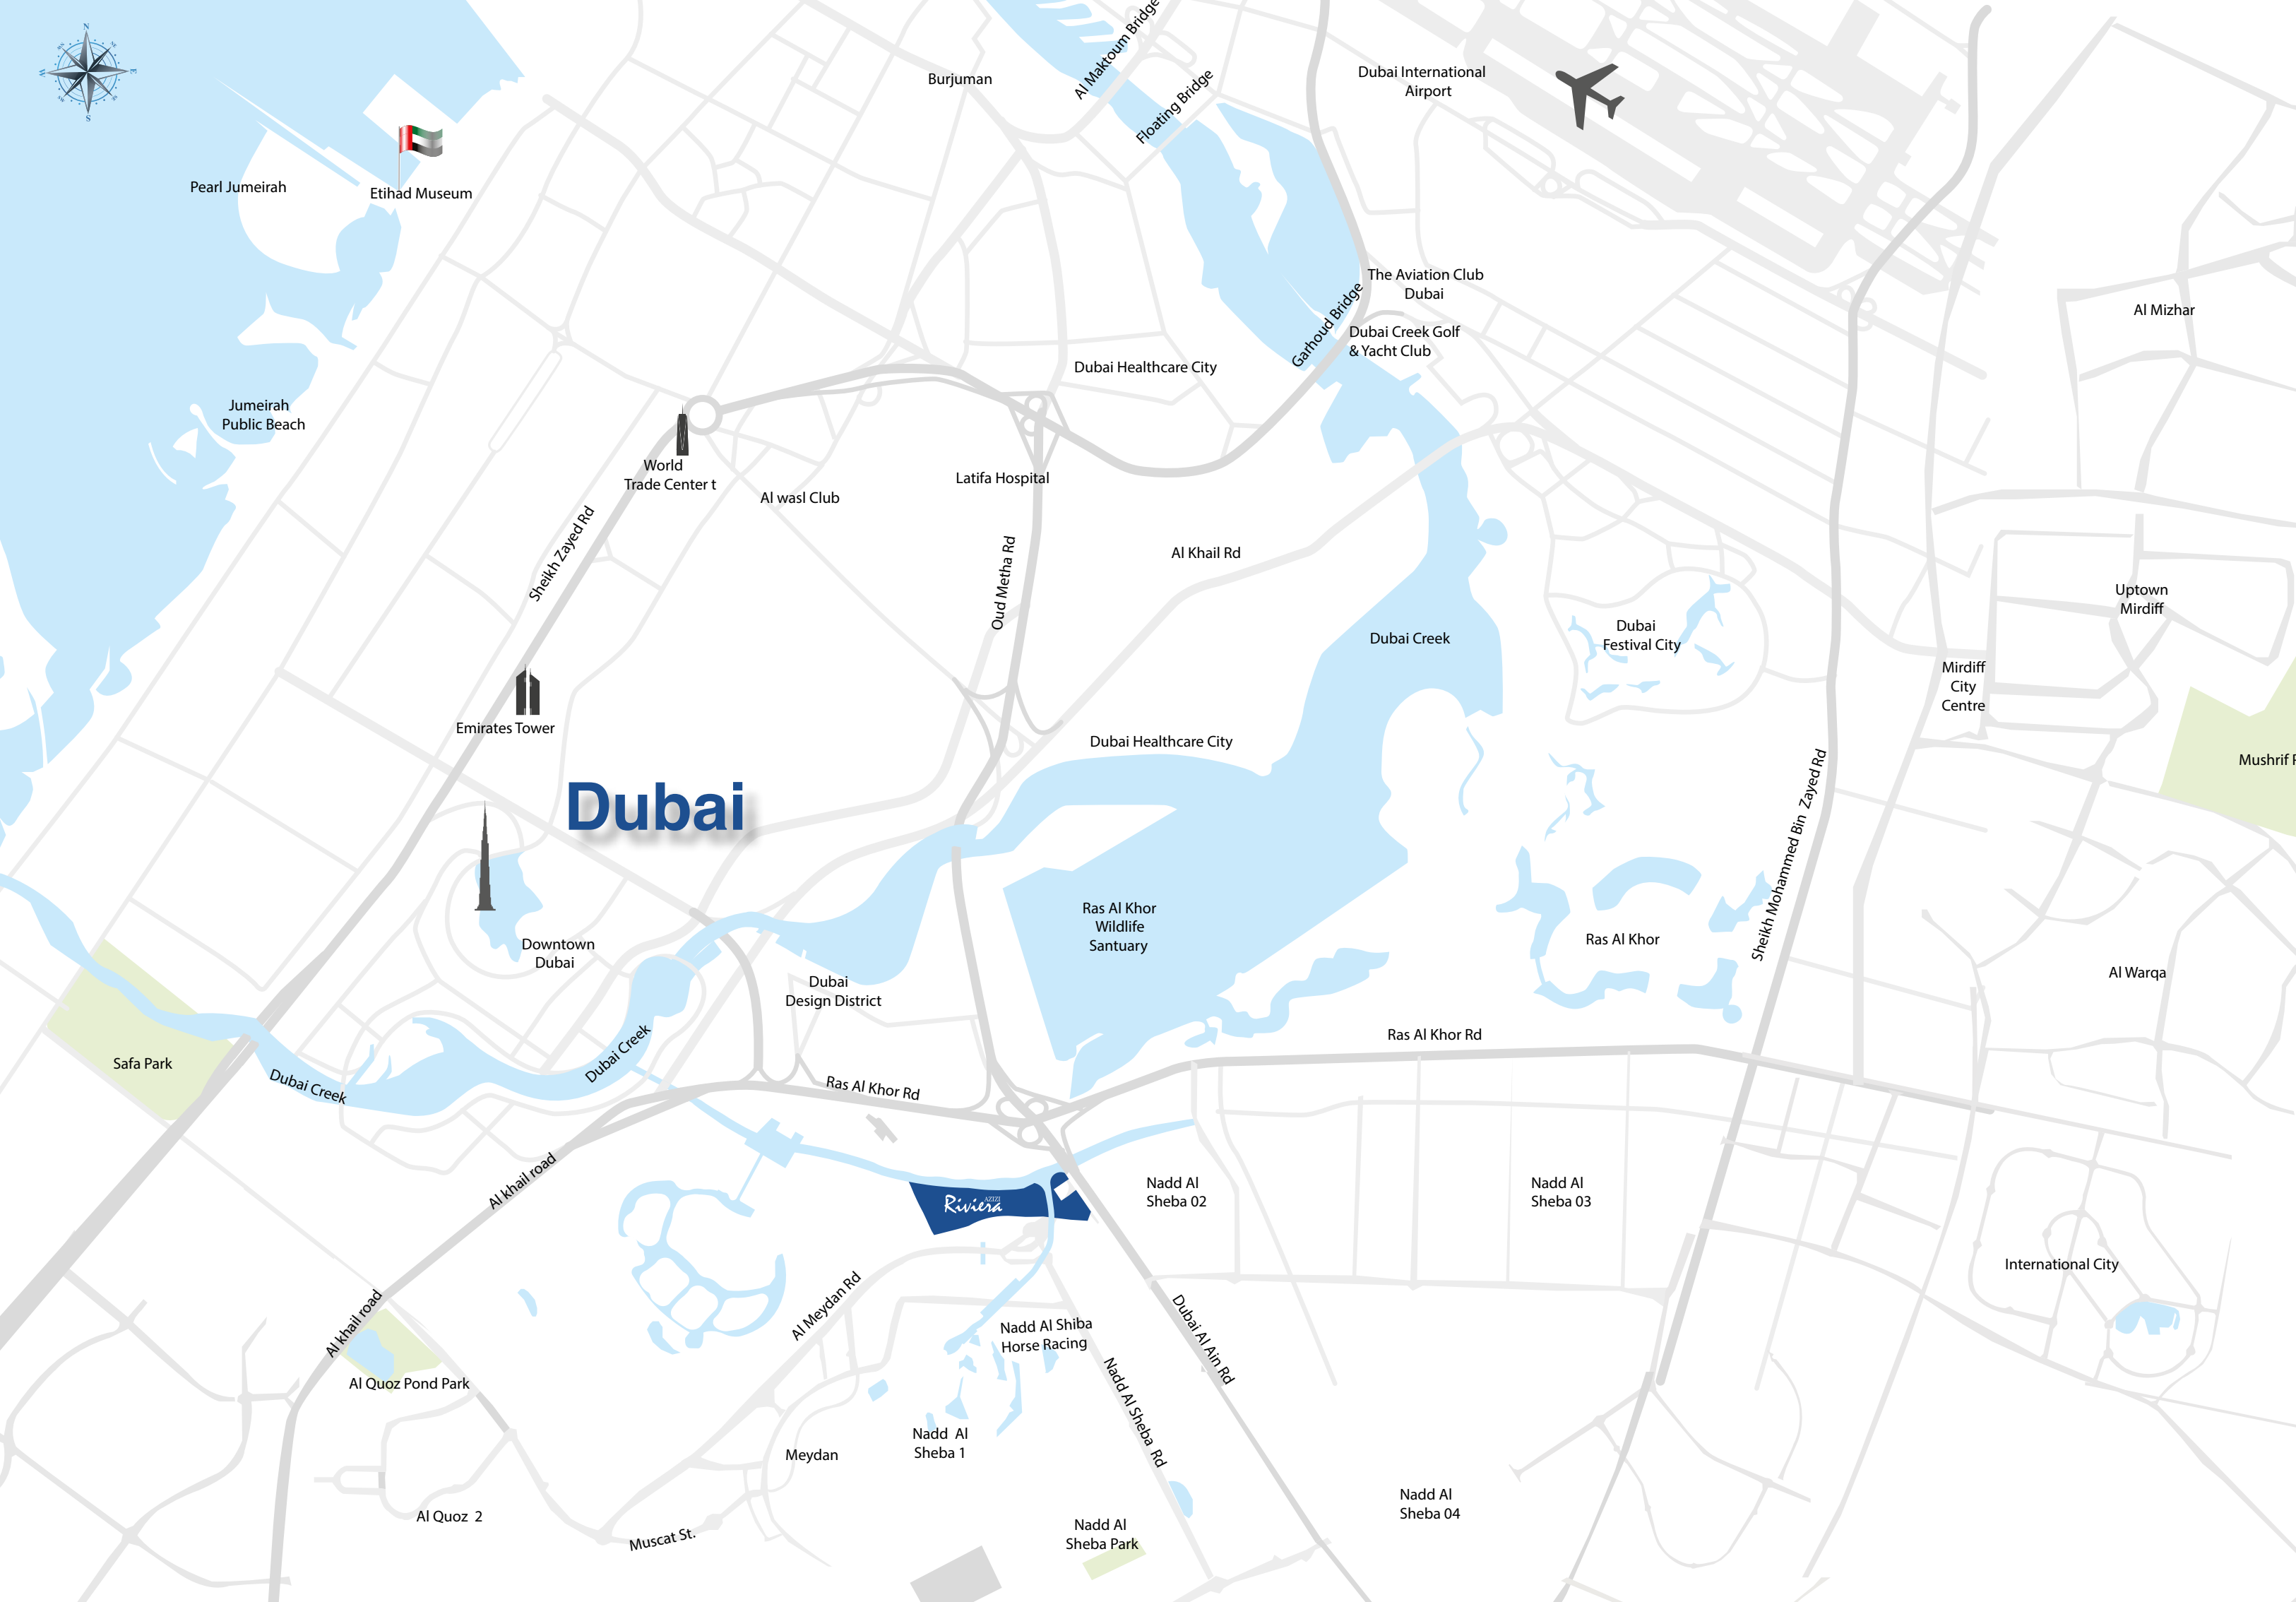 N
E
S
W
Burjuman
Al Maktoum Bridge
Floating Bridge
Dubai International
Airport
Pearl Jumeirah
Etihad Museum
The Aviation Club
Dubai
Garhoud Bridge
Dubai Creek Golf
& Yacht Club
Al Mizhar
Dubai Healthcare City
Jumeirah
Public Beach
World
Trade Center t
Al wasl Club
Latifa Hospital
Sheikh Zayed Rd
Oud Metha Rd
Al Khail Rd
Dubai Creek
Dubai
Festival City
Uptown
Mirdiff
Mirdiff
City
Centre
Emirates Tower
Dubai Healthcare City
Mushrif P
Dubai
Sheikh Mohammed Bin Zayed Rd
Ras Al Khor
Wildlife
Santuary
Ras Al Khor
Downtown
Dubai
Al Warqa
Dubai
Design District
Safa Park
Dubai Creek
Dubai Creek
Ras Al Khor Rd
Ras Al Khor Rd
Al khail road
AZIZI
Riviera
Nadd Al
Sheba 02
Nadd Al
Sheba 03
International City
Al khail road
Al Meydan Rd
Nadd Al Shiba
Horse Racing
Dubai Al Ain Rd
Al Quoz Pond Park
Nadd Al Sheba Rd
Nadd Al
Sheba 1
Meydan
Al Quoz 2
Muscat St.
Nadd Al
Sheba Park
Nadd Al
Sheba 04